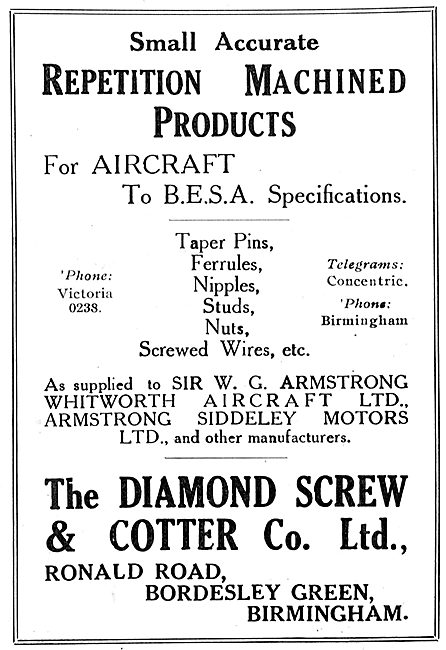 Small Accurate
REPETITION MACHINED
PRODUCTS
For AIRCRAFT
To B.E.S.A. Specifications.
'Phone:
Victoria
0238.
Taper Pins,
Ferrules,
Nipples,
Studs,
Nuts,
Screwed Wires, etc.
Telegrams:
Concentric.
'Phone:
Birmingham
As supplied to SIR W. G. ARMSTRONG
WHITWORTH AIRCRAFT LTD.,
ARMSTRONG SIDDELEY MOTORS
LTD., and other manufacturers.
The DIAMOND SCREW
& COTTER Co. Ltd.,
RONALD ROAD,
BORDESLEY GREEN,
BIRMINGHAM.